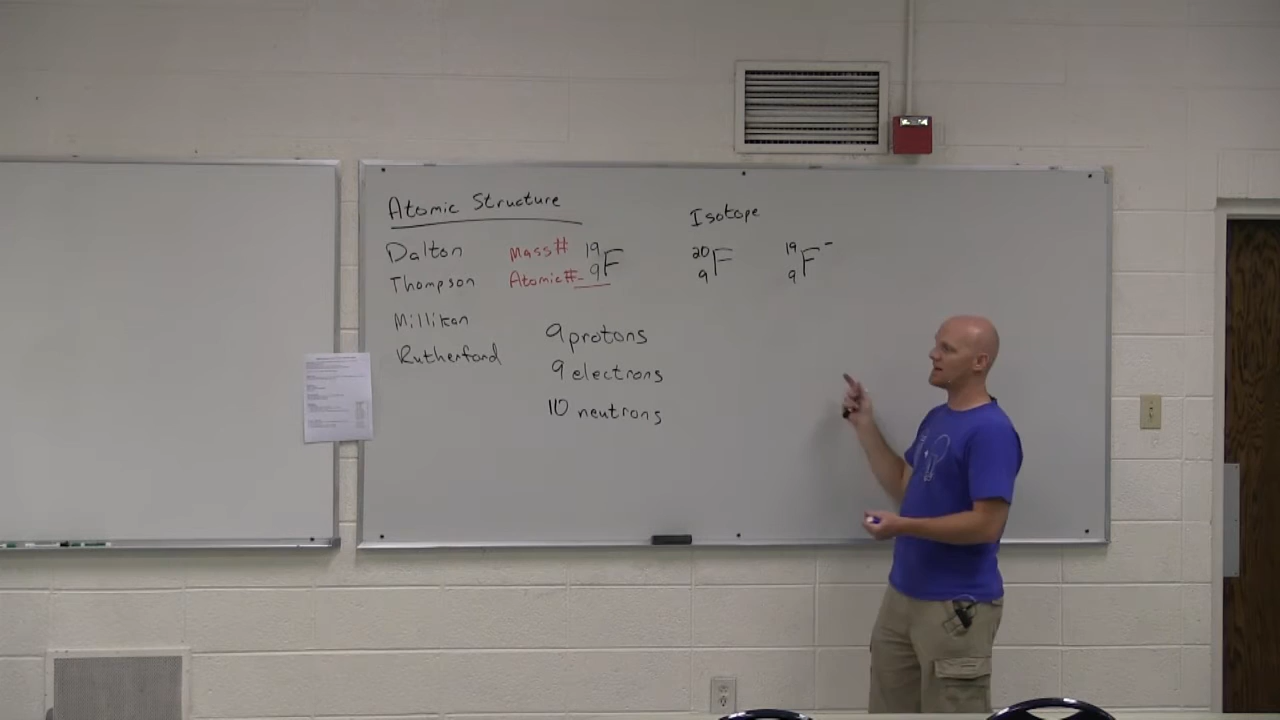 Atomic Structure
Dalton
Thompson
Millikan
Rutherford
Mass# 19
Atomic# 9 F
9 protons
9 electrons
10 neutrons
Isotope
20
9 F
19
9 F -